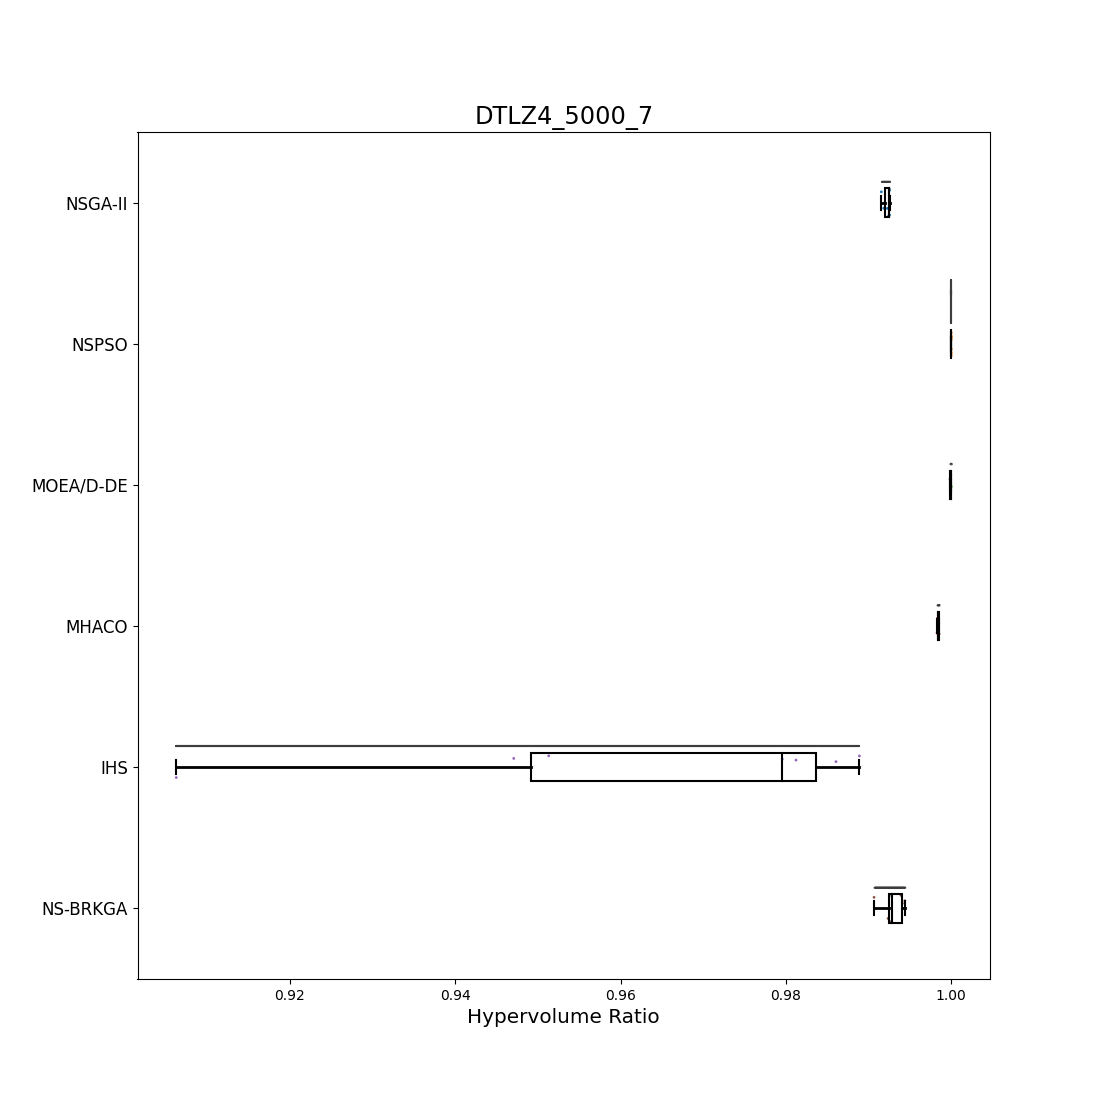 DTLZ4_5000_7
NSGA-II
NSPSO
MOEA/D-DE
MHACO
IHS
NS-BRKGA
0.92 0.94 0.96 0.98 1.00
Hypervolume Ratio